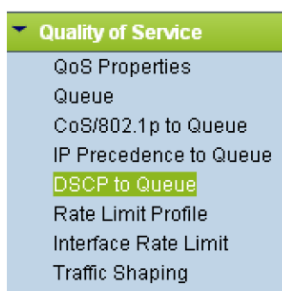 Quality of Service
QoS Properties
Queue
CoS/802.1p to Queue
IP Precedence to Queue
DSCP to Queue
Rate Limit Profile
Interface Rate Limit
Traffic Shaping